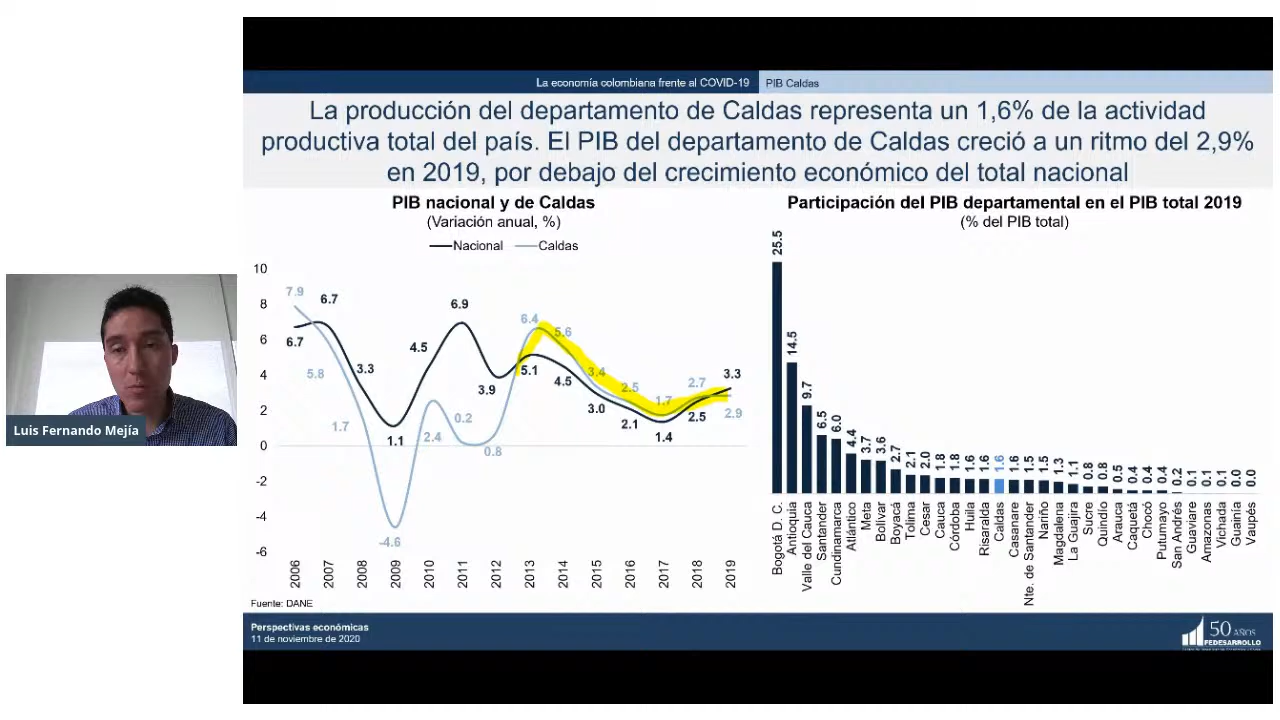 La economía colombiana frente al COVID-19
PIB Caldas
La producción del departamento de Caldas representa un 1,6% de la actividad
productiva total del país. El PIB del departamento de Caldas creció a un ritmo del 2,9%
en 2019, por debajo del crecimiento económico del total nacional
PIB nacional y de Caldas
(Variación anual, %)
Nacional
Caldas
10
8
6
4
2
0
-2
-4
-6
7.9
6.7
6.7
5.8
3.3
1.7
1.1
-4.6
4.5
2.4
6.9
0.2
3.9
0.8
6.4
5.1
5.6
4.5
3.4
3.0
2.5
2.1
1.7
1.4
2.7
2.5
3.3
2.9
2006
2007
2008
2009
2010
2011
2012
2013
2014
2015
2016
2017
2018
2019
Fuente: DANE
Participación del PIB departamental en el PIB total 2019
(% del PIB total)
25.5
14.5
9.7
6.5
6.0
4.4
3.7
3.6
2.7
2.1
2.0
1.8
1.8
1.6
1.6
1.6
1.6
1.5
1.5
1.3
1.1
0.8
0.8
0.5
0.4
0.4
0.4
0.2
0.1
0.1
0.1
0.0
0.0
Bogotá D. C.
Antioquia
Valle del Cauca
Santander
Cundinamarca
Atlántico
Meta
Bolívar
Boyacá
Tolima
Cesar
Cauca
Córdoba
Huila
Risaralda
Caldas
Casanare
Nte. de Santander
Nariño
Magdalena
La Guajira
Sucre
Quindío
Arauca
Caquetá
Chocó
Putumayo
San Andrés
Guaviare
Amazonas
Vichada
Guainía
Vaupés
Luis Fernando Mejía
Perspectivas económicas
11 de noviembre de 2020
50 AÑOS
FEDESARROLLO